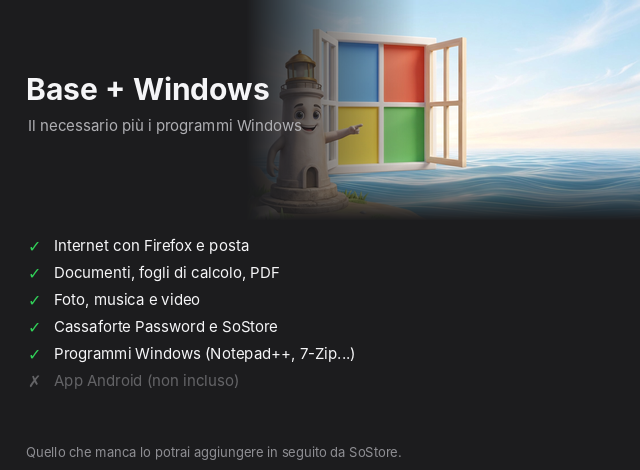 Base + Windows
Il necessario più i programmi Windows
✓ Internet con Firefox e posta
✓ Documenti, fogli di calcolo, PDF
✓ Foto, musica e video
✓ Cassaforte Password e SoStore
✓ Programmi Windows (Notepad++, 7-Zip...)
✗ App Android (non incluso)
Quello che manca lo potrai aggiungere in seguito da SoStore.